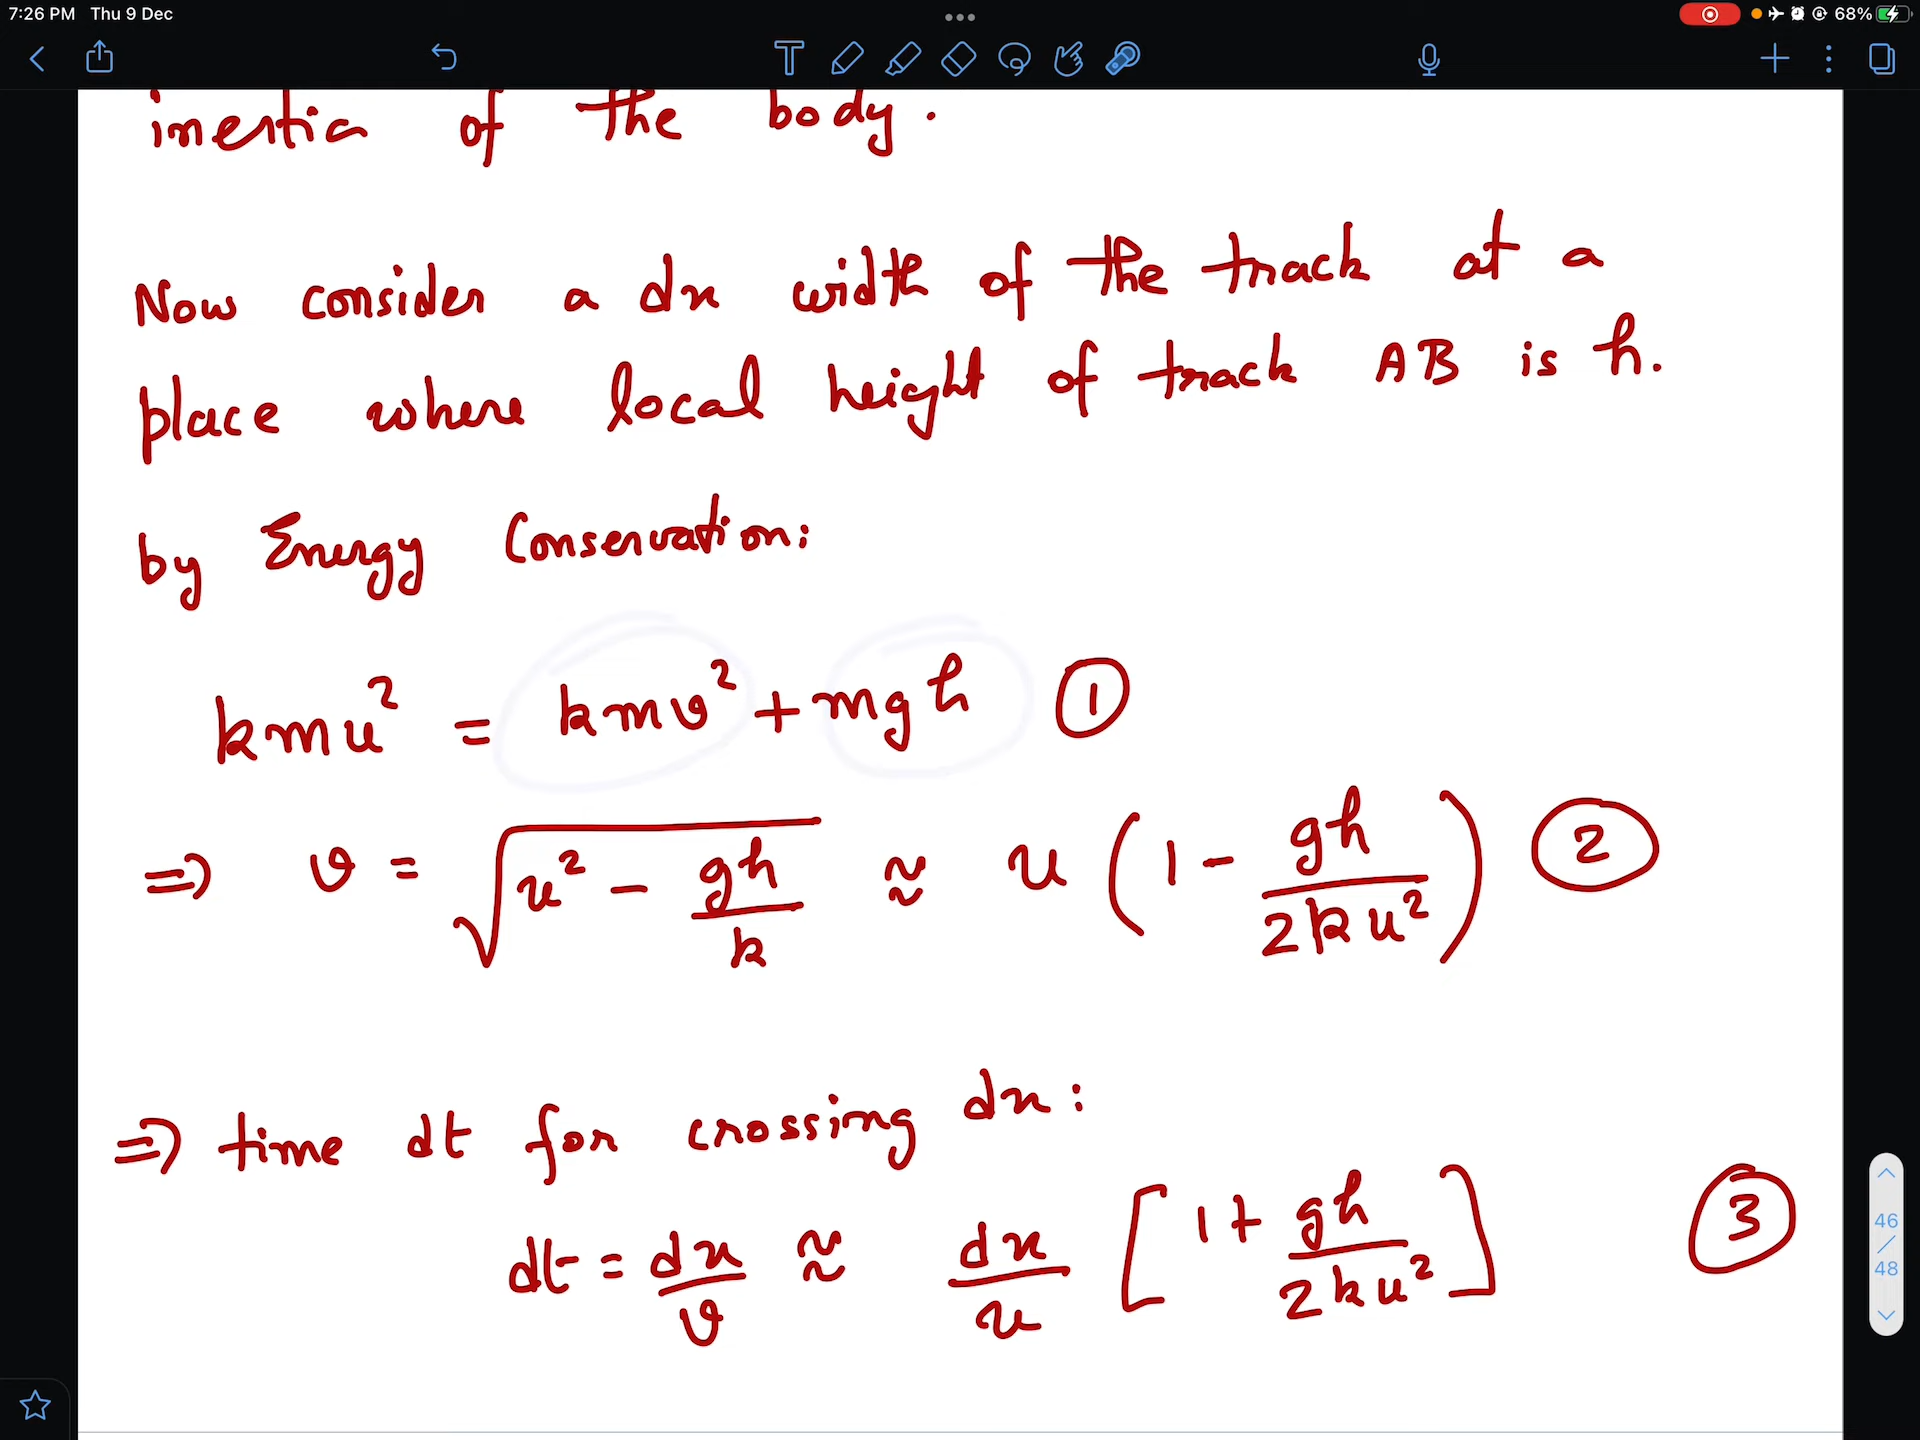 7:26 PM Thu 9 Dec
68%
inertia of the body.
Now consider a dx width of the track at a
place where local height of track AB is h.
by Energy Conservation:
kmu² = kmv² + mgh ①
⇒ v = √(u² - gh/k) ≈ u (1 - gh/2ku²) ②
⇒ time dt for crossing dx:
dt = dx/v ≈ dx/u [1 + gh/2ku²] ③
46
/
48